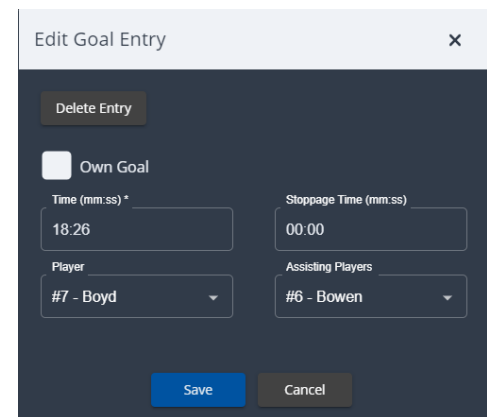 Edit Goal Entry
Delete Entry
Own Goal
Time (mm:ss) *
Stoppage Time (mm:ss)
18:26
00:00
Player
Assisting Players
#7 - Boyd
#6 - Bowen
Save
Cancel